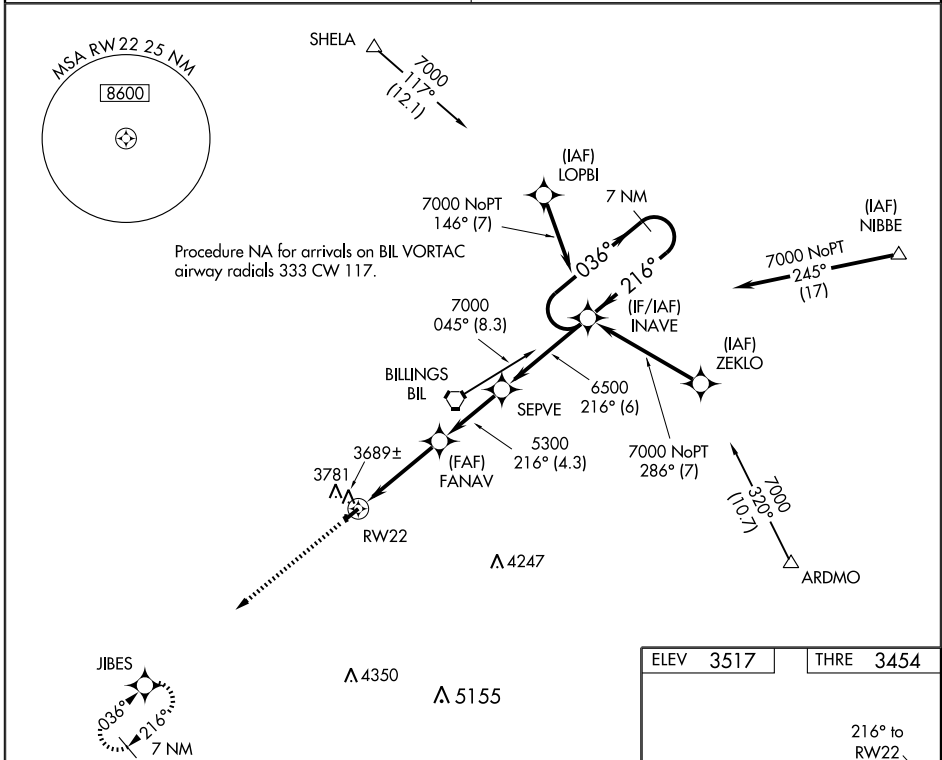 MSA RW22 25 NM
8600
SHELA
7000
117°
(12.1)
(IAF)
LOPBI
7 NM
7000 NoPT
146° (7)
(IAF)
NIBBE
7000 NoPT
245°
(17)
Procedure NA for arrivals on BIL VORTAC
airway radials 333 CW 117.
036°
216°
(IF/IAF)
INAVE
7000
045° (8.3)
(IAF)
ZEKLO
BILLINGS
BIL
SEPVE
6500
216° (6)
5300
216° (4.3)
7000 NoPT
286° (7)
(FAF)
FANAV
3689±
3781
RW22
7000
320°
(10.7)
ARDMO
4247
JIBES
036°
216°
7 NM
4350
5155
ELEV 3517
THRE 3454
216° to
RW22